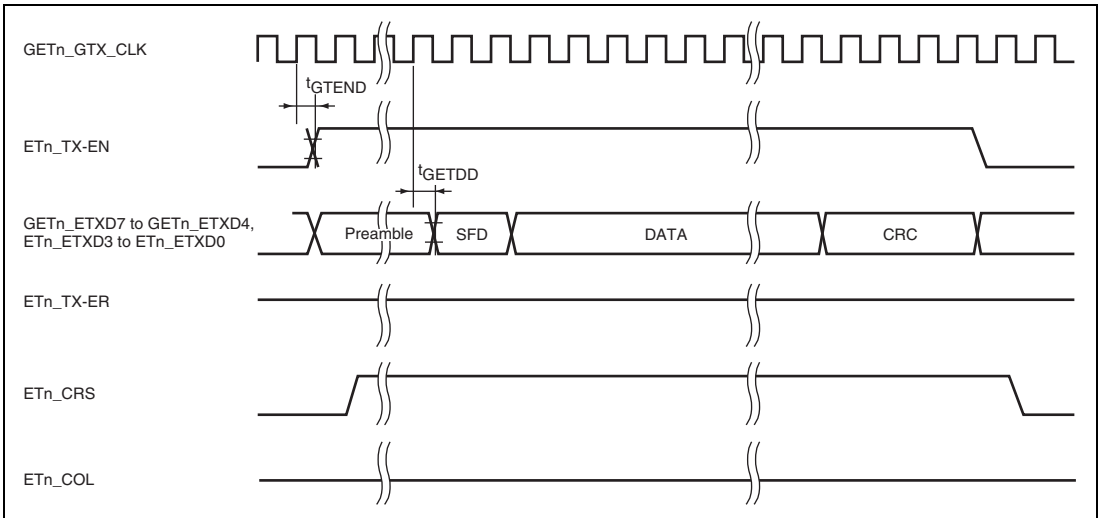 GETn_GTX_CLK
tGTEND
ETn_TX-EN
tGETDD
GETn_ETXD7 to GETn_ETXD4,
ETn_ETXD3 to ETn_ETXD0
Preamble SFD DATA CRC
ETn_TX-ER
ETn_CRS
ETn_COL